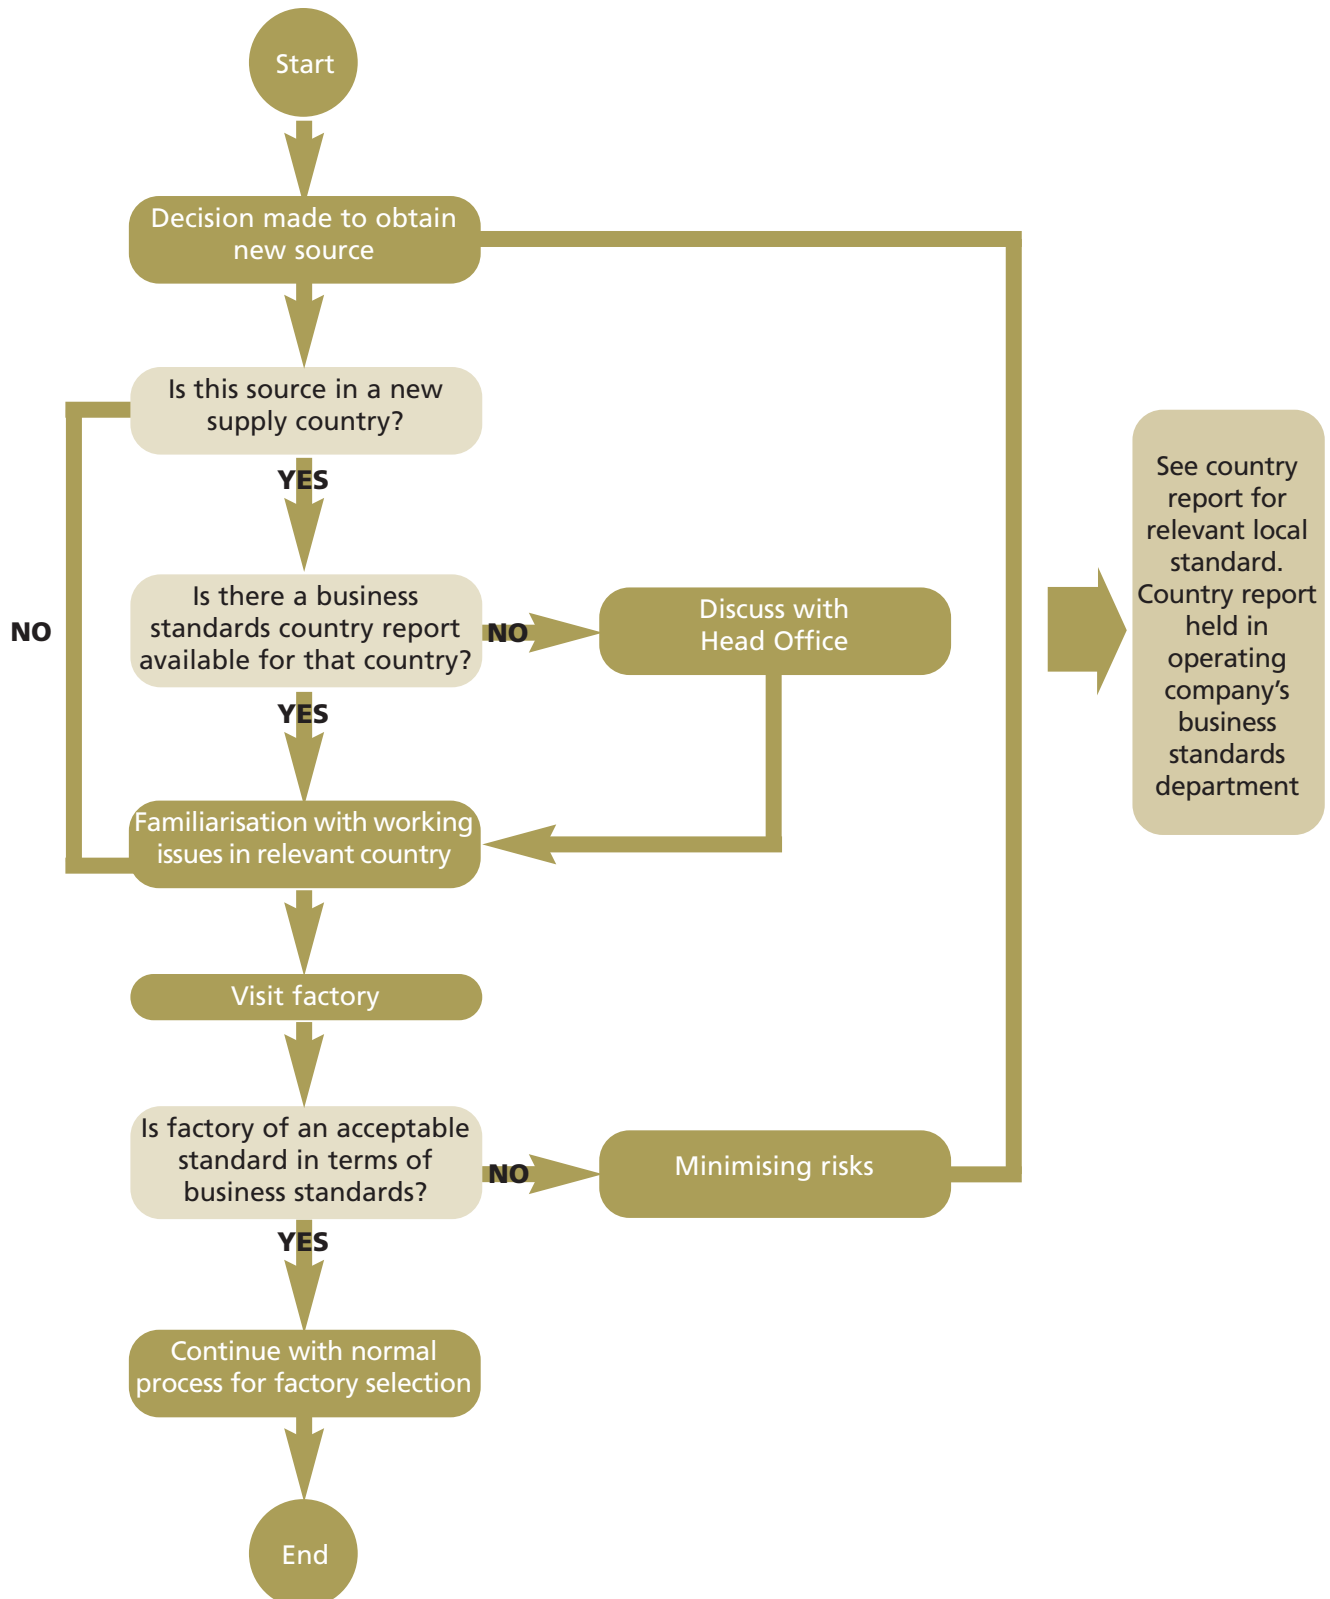 Start
Decision made to obtain
new source
Is this source in a new
supply country?
YES
NO
Is there a business
standards country report
available for that country?
NO
Discuss with
Head Office
YES
Familiarisation with working
issues in relevant country
Visit factory
Is factory of an acceptable
standard in terms of
business standards?
NO
Minimising risks
YES
Continue with normal
process for factory selection
End
See country
report for
relevant local
standard.
Country report
held in
operating
company's
business
standards
department